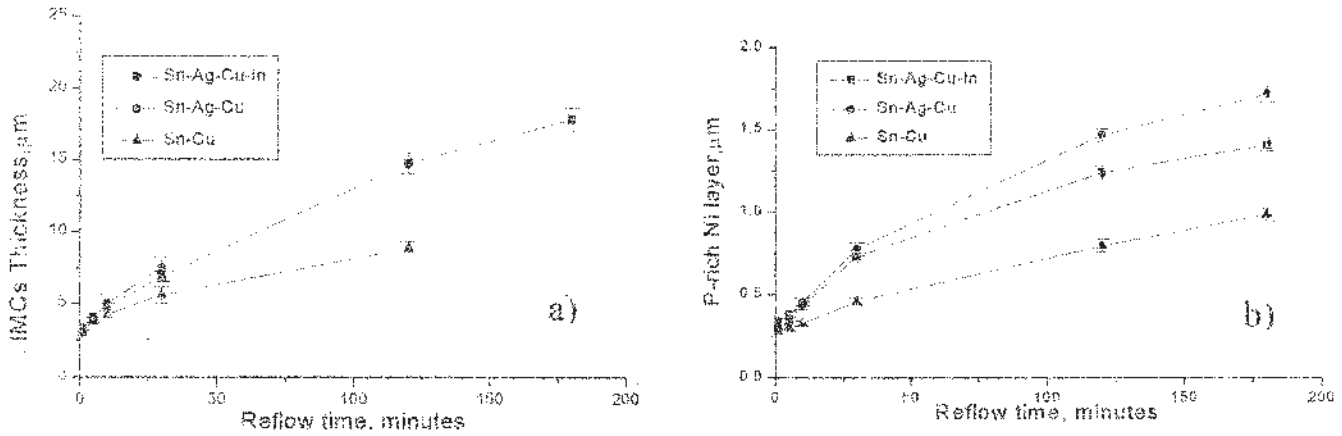 25
20
15
10
5
0
IMCs Thickness, μm
Sn-Ag-Cu-In
Sn-Ag-Cu
Sn-Cu
a)
0
50
100
150
200
Reflow time, minutes
2.0
1.5
1.0
0.5
0.0
P-rich Ni layer, μm
Sn-Ag-Cu-In
Sn-Ag-Cu
Sn-Cu
b)
0
50
100
150
200
Reflow time, minutes